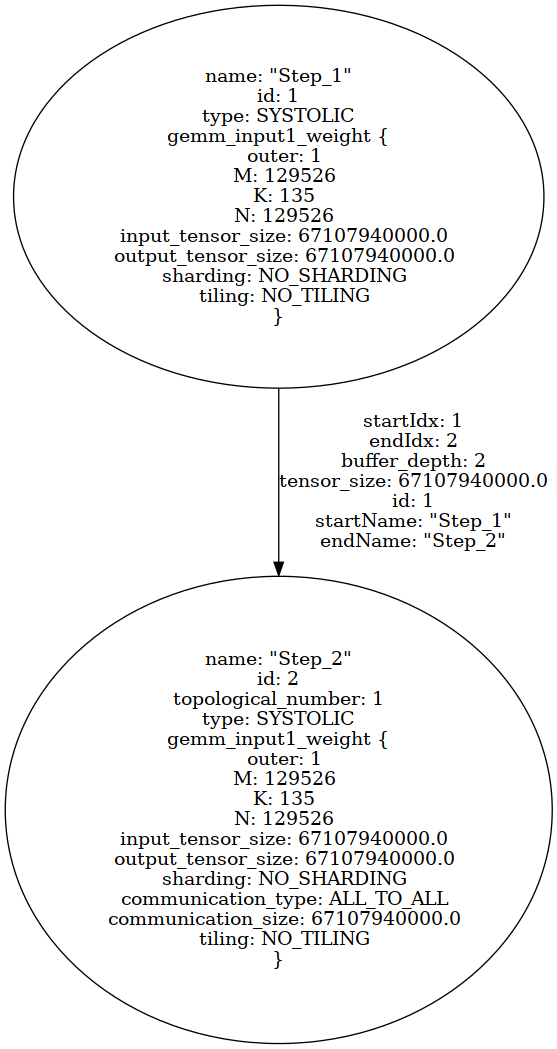 name: "Step_1"
id: 1
type: SYSTOLIC
gemm_input1_weight {
outer: 1
M: 129526
K: 135
N: 129526
input_tensor_size: 67107940000.0
output_tensor_size: 67107940000.0
sharding: NO_SHARDING
tiling: NO_TILING
}
startIdx: 1
endIdx: 2
buffer_depth: 2
tensor_size: 67107940000.0
id: 1
startName: "Step_1"
endName: "Step_2"
name: "Step_2"
id: 2
topological_number: 1
type: SYSTOLIC
gemm_input1_weight {
outer: 1
M: 129526
K: 135
N: 129526
input_tensor_size: 67107940000.0
output_tensor_size: 67107940000.0
sharding: NO_SHARDING
communication_type: ALL_TO_ALL
communication_size: 67107940000.0
tiling: NO_TILING
}